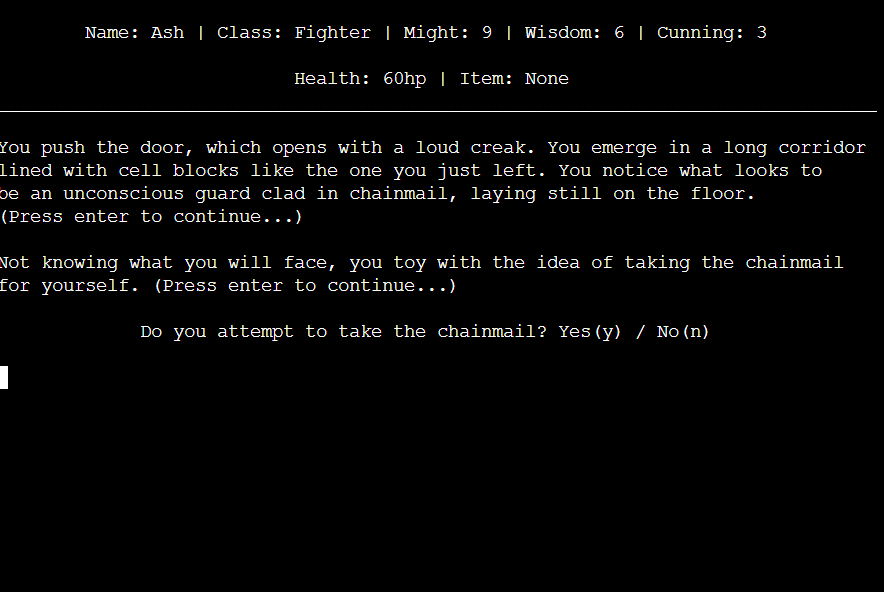 Name: Ash | Class: Fighter | Might: 9 | Wisdom: 6 | Cunning: 3
Health: 60hp | Item: None
You push the door, which opens with a loud creak. You emerge in a long corridor
lined with cell blocks like the one you just left. You notice what looks to
be an unconscious guard clad in chainmail, laying still on the floor.
(Press enter to continue...)
Not knowing what you will face, you toy with the idea of taking the chainmail
for yourself. (Press enter to continue...)
Do you attempt to take the chainmail? Yes(y) / No(n)